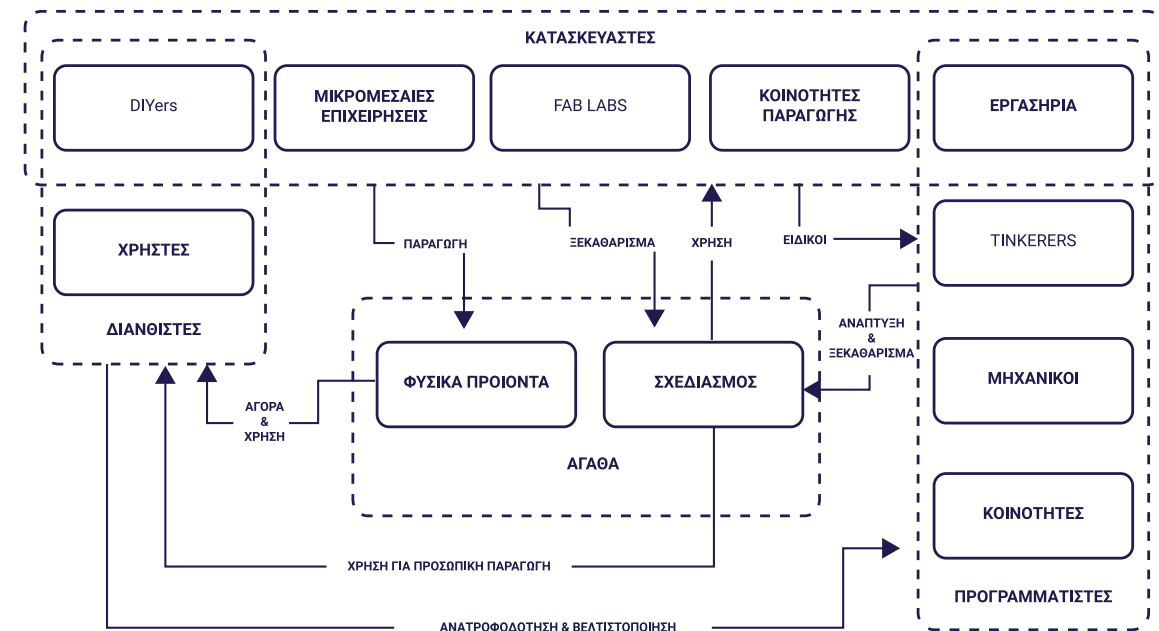 ΚΑΤΑΣΚΕΥΑΣΤΕΣ
DIYers
ΜΙΚΡΟΜΕΣΑΙΕΣ
ΕΠΙΧΕΙΡΗΣΕΙΣ
FAB LABS
ΚΟΙΝΟΤΗΤΕΣ
ΠΑΡΑΓΩΓΗΣ
ΕΡΓΑΣΗΡΙΑ
ΧΡΗΣΤΕΣ
ΔΙΑΝΘΙΣΤΕΣ
ΠΑΡΑΓΩΓΗ
ΞΕΚΑΘΑΡΙΣΜΑ
ΧΡΗΣΗ
ΕΙΔΙΚΟΙ
TINKERERS
ΑΝΑΠΤΥΞΗ
&
ΞΕΚΑΘΑΡΙΣΜΑ
ΦΥΣΙΚΑ ΠΡΟΙΟΝΤΑ
ΣΧΕΔΙΑΣΜΟΣ
ΜΗΧΑΝΙΚΟΙ
ΑΓΟΡΑ
&
ΧΡΗΣΗ
ΑΓΑΘΑ
ΚΟΙΝΟΤΗΤΕΣ
ΧΡΗΣΗ ΓΙΑ ΠΡΟΣΩΠΙΚΗ ΠΑΡΑΓΩΓΗ
ΠΡΟΓΡΑΜΜΑΤΙΣΤΕΣ
ΑΝΑΤΡΟΦΟΔΟΤΗΣΗ & ΒΕΛΤΙΣΤΟΠΟΙΗΣΗ